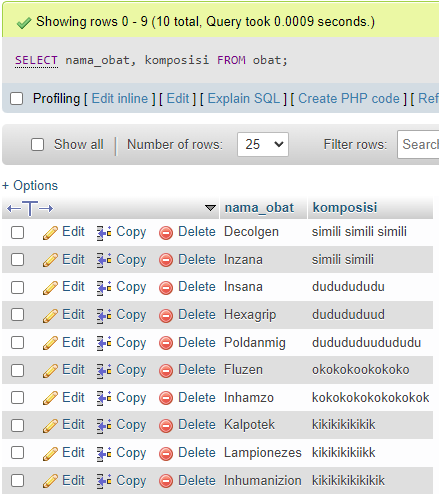 Showing rows 0 - 9 (10 total, Query took 0.0009 seconds.)
SELECT nama_obat, komposisi FROM obat;
Profiling [ Edit inline ] [ Edit ] [ Explain SQL ] [ Create PHP code ] [ Ref
Show all Number of rows: 25 Filter rows: Searc
+ Options
nama_obat komposisi
Edit Copy Delete Decolgen simili simili simili
Edit Copy Delete Inzana simili simili
Edit Copy Delete Insana dududududu
Edit Copy Delete Hexagrip dudududuud
Edit Copy Delete Poldanmig dudududuudududu
Edit Copy Delete Fluzen okokokookokoko
Edit Copy Delete Inhamzo kokokokokokokokok
Edit Copy Delete Kalpotek kikikikikikik
Edit Copy Delete Lampionezes kikikikikiikk
Edit Copy Delete Inhumanizion kikikikikikikik